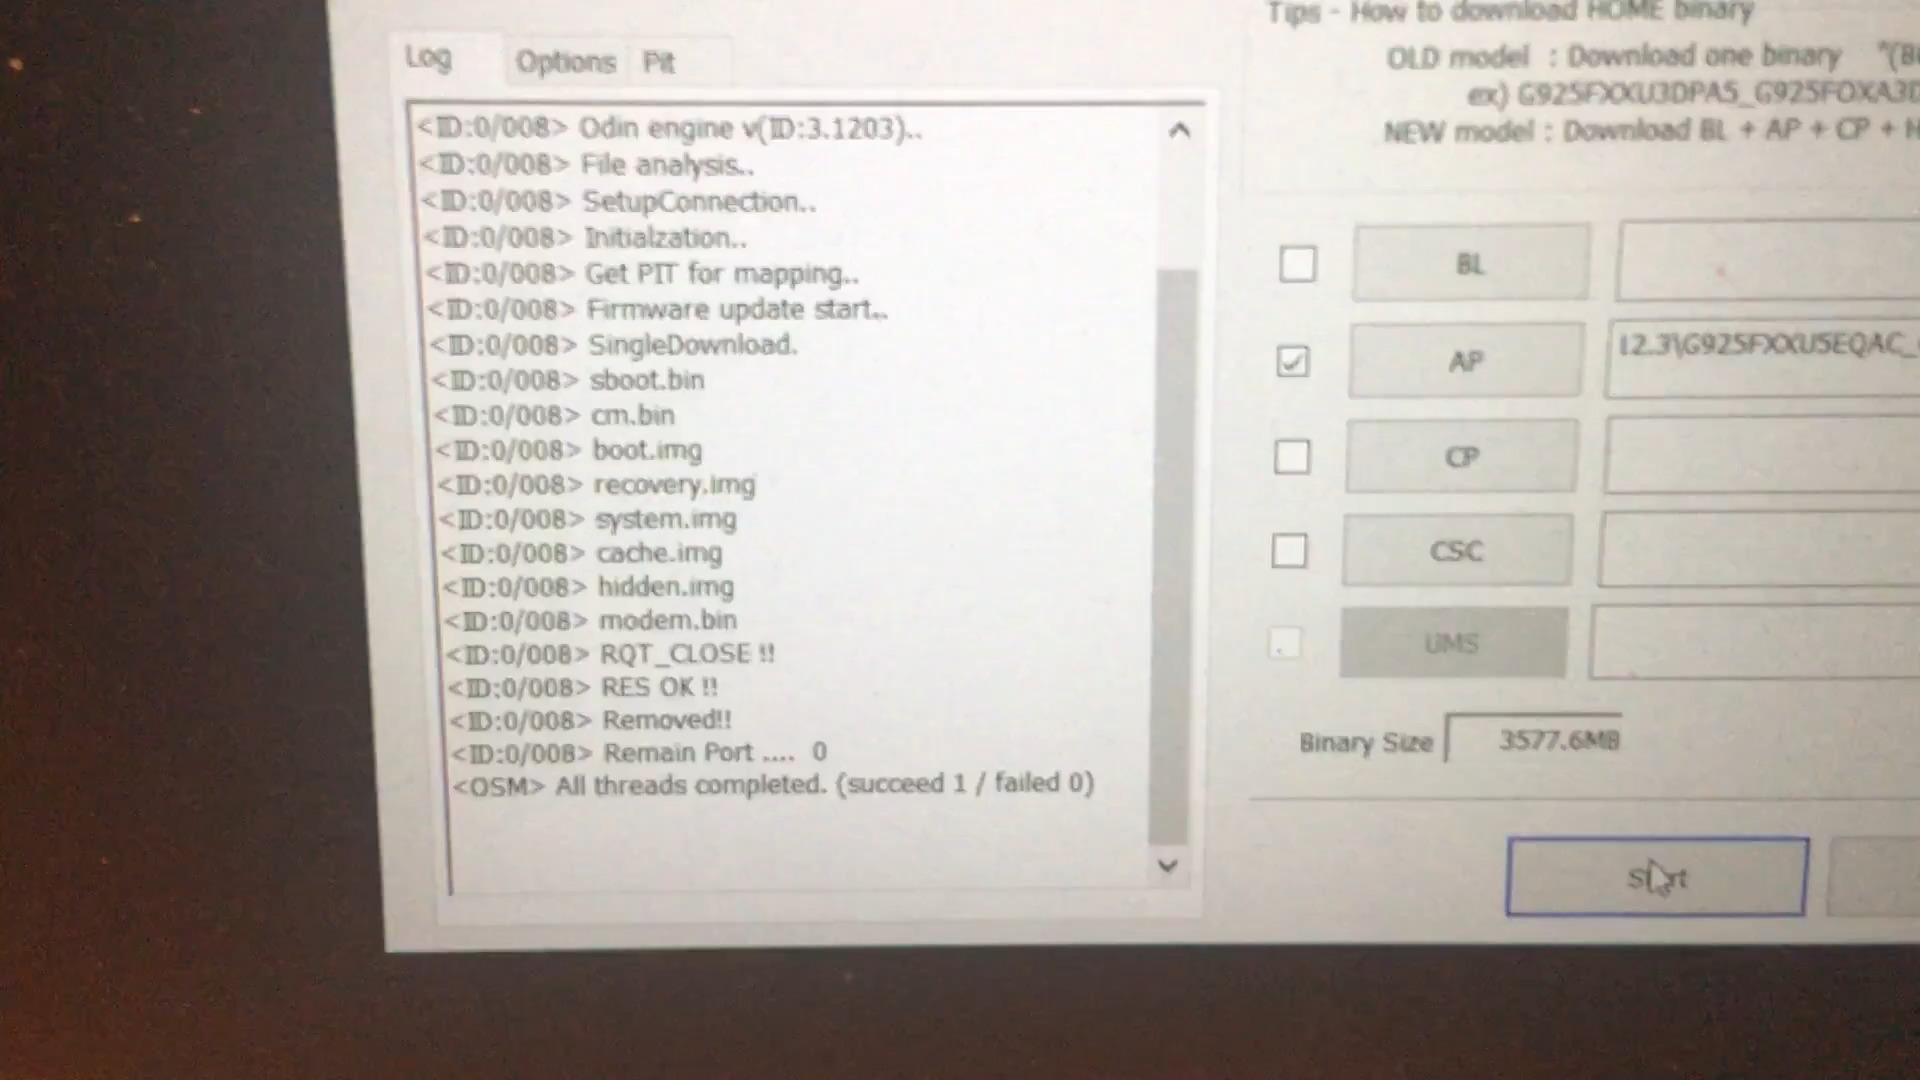 Tips - How to download HOME binary
OLD model : Download one binary
ex) G925FXXU3DPA5_G925FOXA3D
NEW model : Download BL + AP + CP + H
Log Options Pit
<ID:0/008> Odin engine v(ID:3.1203)..
<ID:0/008> File analysis..
<ID:0/008> SetupConnection..
<ID:0/008> Initialzation..
<ID:0/008> Get PIT for mapping..
<ID:0/008> Firmware update start..
<ID:0/008> SingleDownload.
<ID:0/008> sboot.bin
<ID:0/008> cm.bin
<ID:0/008> boot.img
<ID:0/008> recovery.img
<ID:0/008> system.img
<ID:0/008> cache.img
<ID:0/008> hidden.img
<ID:0/008> modem.bin
<ID:0/008> RQT_CLOSE !!
<ID:0/008> RES OK !!
<ID:0/008> Removed!!
<ID:0/008> Remain Port .... 0
<OSM> All threads completed. (succeed 1 / failed 0)
BL
AP 12.3\G925FXXU5EQAC_
CP
CSC
UMS
Binary Size 3577.6MB
Start